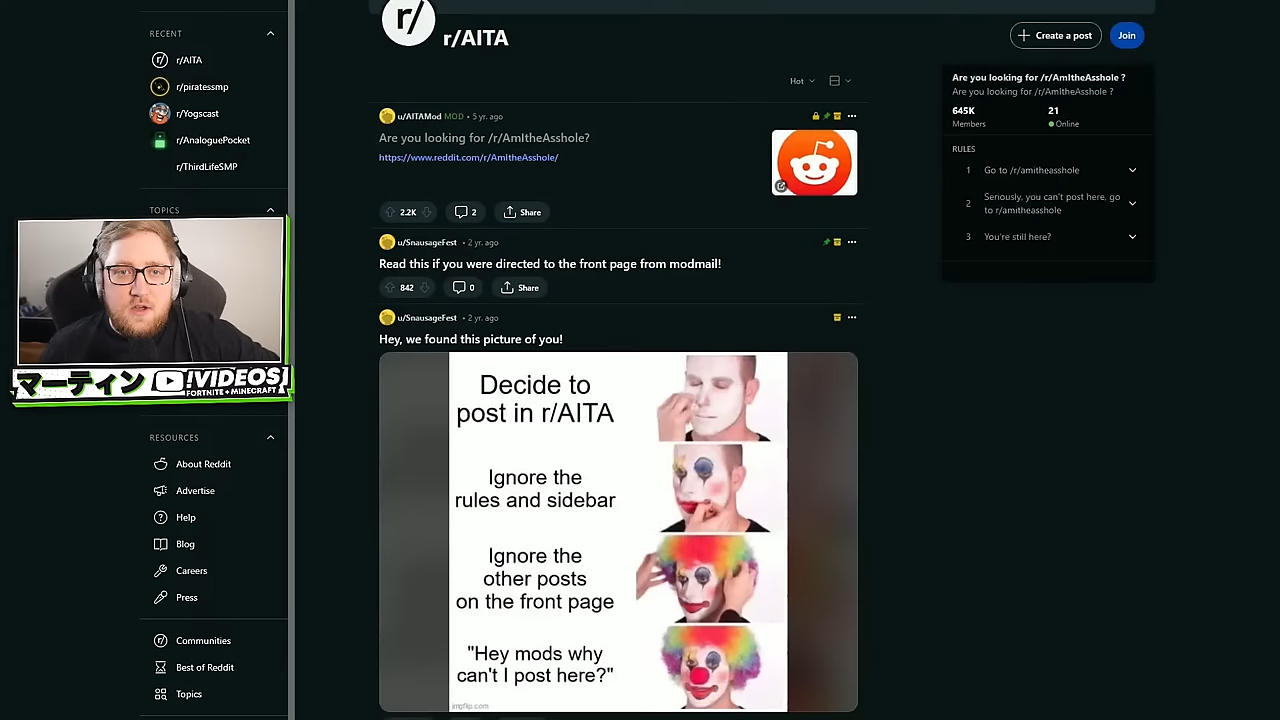 RECENT
r/AITA
r/piratessmp
r/Yogscast
r/AnaloguePocket
r/ThirdLifeSMP
TOPICS
マーティン
!VIDEOS
FORTNITE + MINECRAFT
RESOURCES
About Reddit
Advertise
Help
Blog
Careers
Press
Communities
Best of Reddit
Topics
r/
r/AITA
Create a post
Join
Hot
u/AITAMod MOD • 5 yr. ago
Are you looking for /r/AmItheAsshole?
https://www.reddit.com/r/AmItheAsshole/
2.2K
2
Share
u/SnausageFest • 2 yr. ago
Read this if you were directed to the front page from modmail!
842
0
Share
u/SnausageFest • 2 yr. ago
Hey, we found this picture of you!
Decide to
post in r/AITA
Ignore the
rules and sidebar
Ignore the
other posts
on the front page
"Hey mods why
can't I post here?"
imgflip.com
Are you looking for /r/AmItheAsshole ?
Are you looking for /r/AmItheAsshole ?
645K
21
Members
Online
RULES
1 Go to /r/amitheasshole
2 Seriously, you can't post here, go
to r/amitheasshole
3 You're still here?